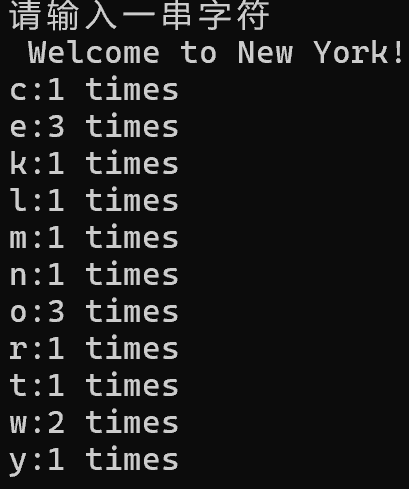 请输入一串字符
Welcome to New York!
c:1 times
e:3 times
k:1 times
l:1 times
m:1 times
n:1 times
o:3 times
r:1 times
t:1 times
w:2 times
y:1 times